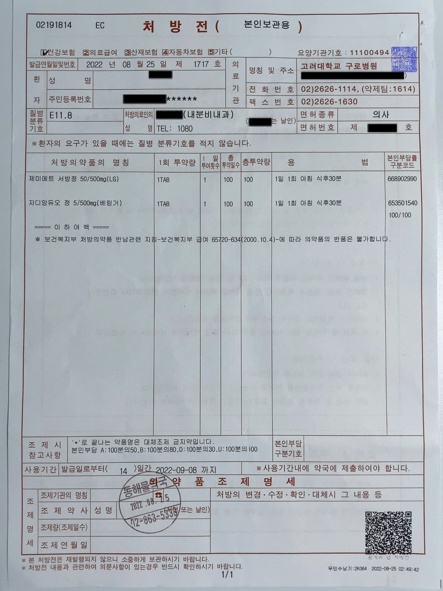 02191B14 EC 처 방 전 ( 본인보관용 )
☑건강보험 ②의료급여 ③산재보험 ④자동차보험 ⑤기타 ( ) 요양기관기호: 11100494
발급연월일및번호 2022 년 08 월 25 일 제 1717 호
의료기관 명칭 및 주소 고려대학교 구로병원
환자 성 명
전 화 번 호 02)2626-1114, (약제팀:1614)
주민등록번호 ******
팩 스 번 호 02)2626-1630
질병분류기호 E11.8
처방의료인의 성 명 (내분비내과) TEL: 1080 날인)
면허종류 의사
면허번호 제 호
※환자의 요구가 있을 때에는 질병 분류기호를 적지 않습니다.
처 방 의 약 품 의 명 칭 1회 투약량 1일투여횟수 총투약일수 총투약량 용 법 본인부담률구분코드
제미메트 서방정 50/500mg(LG) 1TAB 1 100 100 1일 1회 아침 식후30분 668902990
지디앙듀오 정 5/500mg(베링거) 1TAB 1 100 100 1일 1회 아침 식후30분 653501540
100/100
==== 이 하 여 백 =====
※ 보건복지부 처방의약품 반납관련 지침-보건복지부 급여 65720-634(2000.10.4)-에 따라 의약품의 반품은 불가합니다.
조 제 시 참고사항 '*'로 끝나는 약품명은 대체조제 금지약입니다.
본인부담 A:100분의50,B:100분의80,D:100분의30,U:100분의100
본인부담 구분기호
사용기간 발급일로부터( 14 )일간 2022-09-08 까지 ※사용기간내에 약국에 제출하여야 합니다.
의 약 품 조 제 명 세
조제명세
조제기관의 명칭
처방의 변경·수정·확인·대체시 그 내용 등
조 제 약 사 성 명 또는 날인)
조제량(조제일수)
조 제 연 월 일
02-863-5336
※ 본 처방전은 재발행되지 않으니 소중하게 보관하시기 바랍니다.
※ 처방전 내용과 관련하여 의문사항이 있는경우 반드시 확인하시기 바랍니다.
1/1
2022-08-25 02:49:42